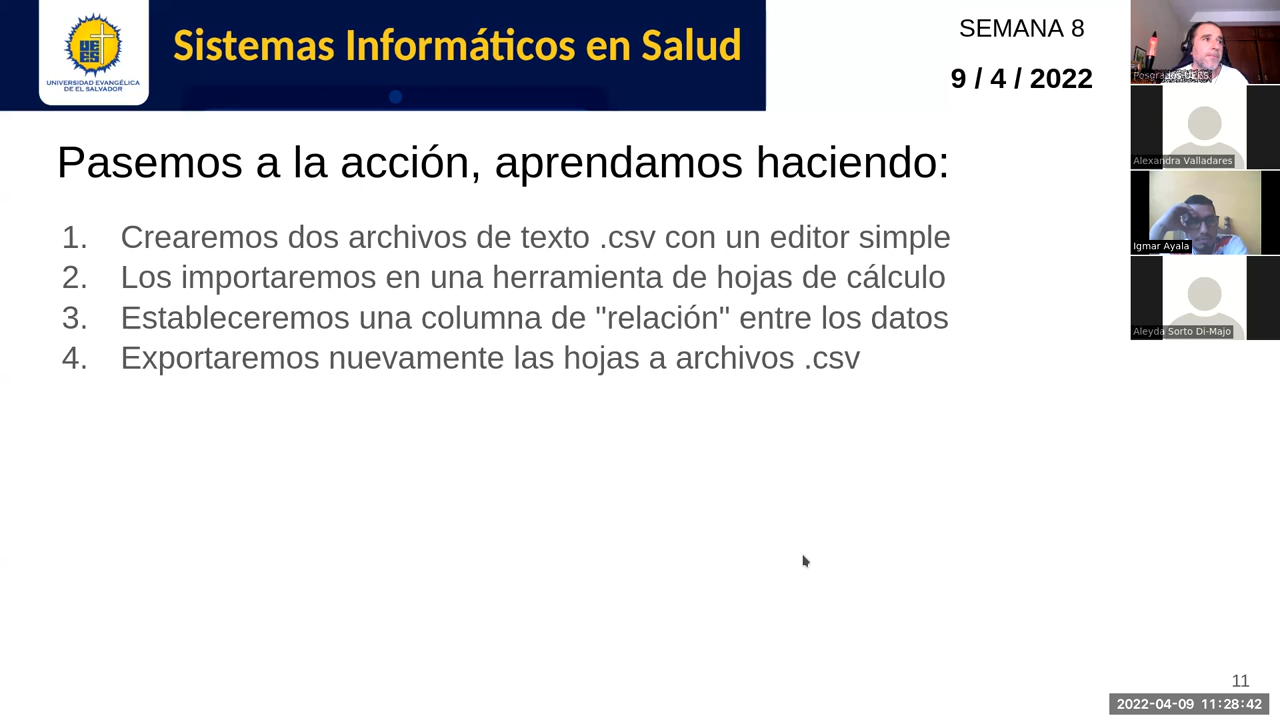 Sistemas Informáticos en Salud
UNIVERSIDAD EVANGÉLICA
DE EL SALVADOR
SEMANA 8
9 / 4 / 2022
Pasemos a la acción, aprendamos haciendo:
1. Crearemos dos archivos de texto .csv con un editor simple
2. Los importaremos en una herramienta de hojas de cálculo
3. Estableceremos una columna de "relación" entre los datos
4. Exportaremos nuevamente las hojas a archivos .csv
Posgrados UEES
Alexandra Valladares
Igmar Ayala
Aleyda Sorto Di-Majo
11
2022-04-09 11:28:42